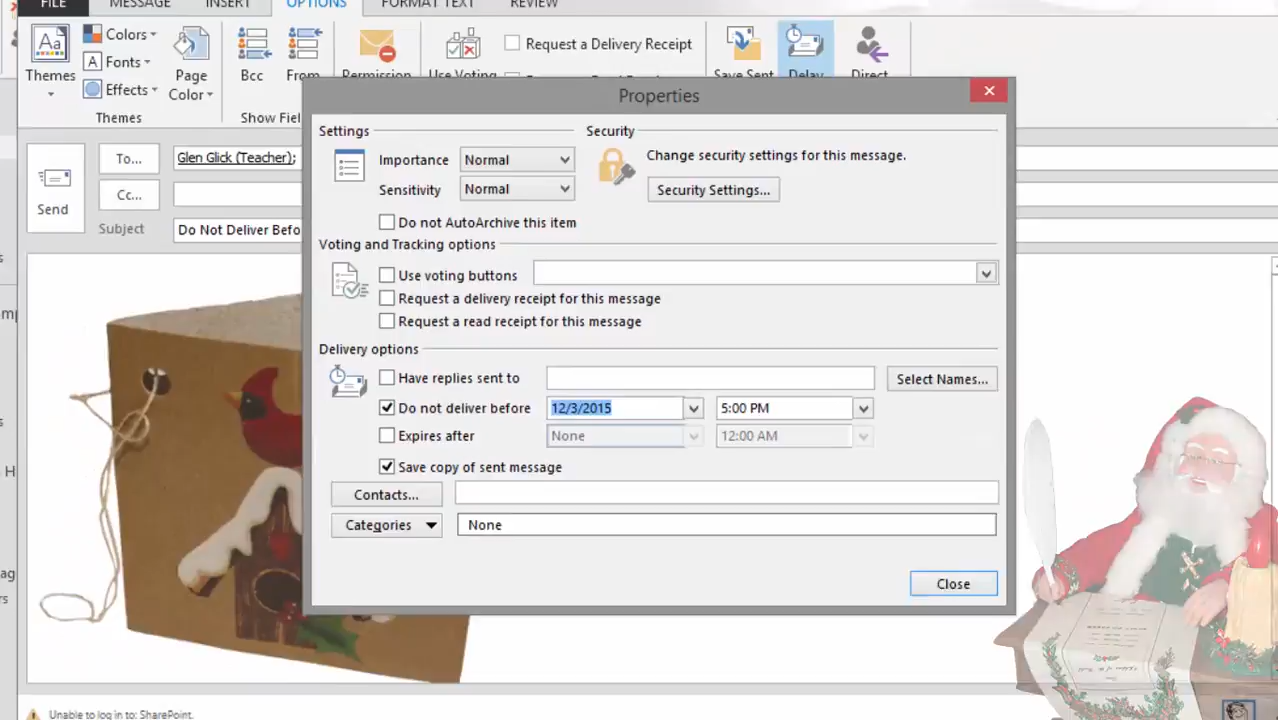 FILE MESSAGE INSERT OPTIONS FORMAT TEXT REVIEW
Aa Themes
Colors
A Fonts
Effects
Page Color
Bcc
From
Permission
Use Voting
Request a Delivery Receipt
Save Sent
Delay
Direct
Themes
Show Fiel
Properties
Send
To...
Glen Glick (Teacher);
Cc...
Subject
Do Not Deliver Befo
Settings
Importance Normal
Sensitivity Normal
Do not AutoArchive this item
Security
Change security settings for this message.
Security Settings...
Voting and Tracking options
Use voting buttons
Request a delivery receipt for this message
Request a read receipt for this message
Delivery options
Have replies sent to
Select Names...
Do not deliver before 12/3/2015 5:00 PM
Expires after None 12:00 AM
Save copy of sent message
Contacts...
Categories None
Close
Unable to log in to: SharePoint.